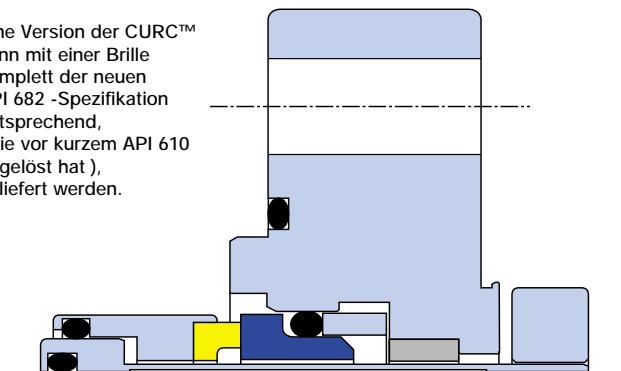 ne Version der CURC™
nn mit einer Brille
mplett der neuen
PI 682 -Spezifikation
tsprechend,
ie vor kurzem API 610
gelöst hat ),
liefert werden.